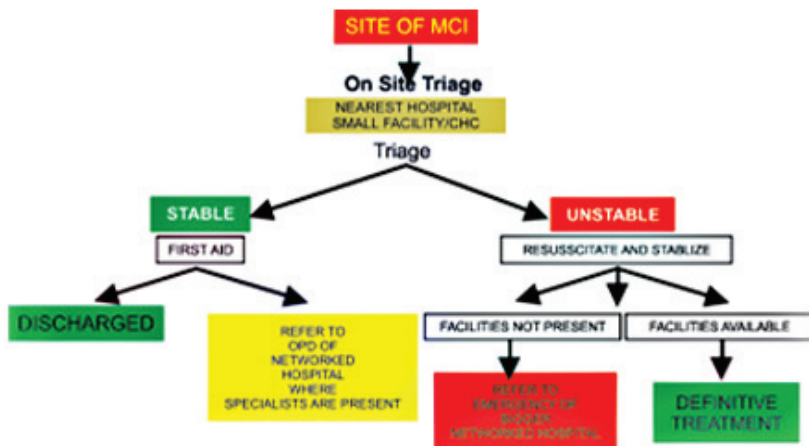 SITE OF MCI
On Site Triage
NEAREST HOSPITAL
SMALL FACILITY/CHC
Triage
STABLE
UNSTABLE
FIRST AID
RESUSSCITATE AND STABLIZE
DISCHARGED
REFER TO
OPD OF
NETWORKED
HOSPITAL
WHERE
SPECIALISTS ARE PRESENT
FACILITIES NOT PRESENT
FACILITIES AVAILABLE
REFER TO
EMERGENCY OF
BIGGER
NETWORKED HOSPITAL
DEFINITIVE
TREATMENT